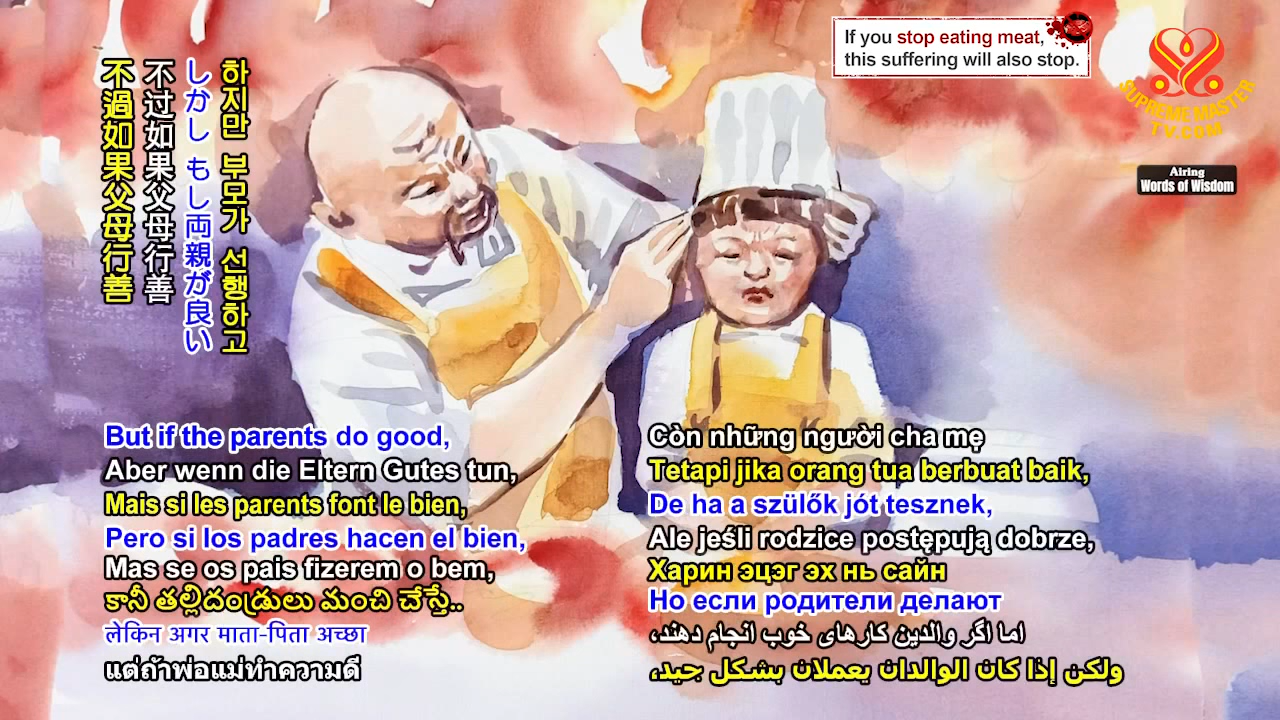 If you stop eating meat,
this suffering will also stop.
SUPREME MASTER
TV.COM
Airing
Words of Wisdom
하지만 부모가 선행하고
しかし もし両親が良い
不过如果父母行善
不過如果父母行善
But if the parents do good,
Aber wenn die Eltern Gutes tun,
Mais si les parents font le bien,
Pero si los padres hacen el bien,
Mas se os pais fizerem o bem,
కానీ తల్లిదండ్రులు మంచి చేస్తే..
लेकिन अगर माता-पिता अच्छा
แต่ถ้าพ่อแม่ทำความดี
Còn những người cha mẹ
Tetapi jika orang tua berbuat baik,
De ha a szülők jót tesznek,
Ale jeśli rodzice postępują dobrze,
Харин эцэг эх нь сайн
Но если родители делают
اما اگر والدین کارهای خوب انجام دهند،
ولكن إذا كان الوالدان يعملان بشكل جيد،